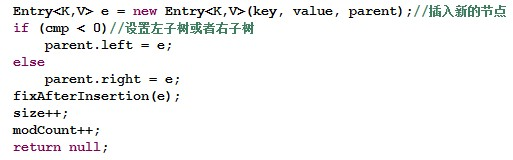 Entry<K,V> e = new Entry<K,V>(key, value, parent);//插入新的节点
if (cmp < 0)//设置左子树或者右子树
    parent.left = e;
else
    parent.right = e;
fixAfterInsertion(e);
size++;
modCount++;
return null;